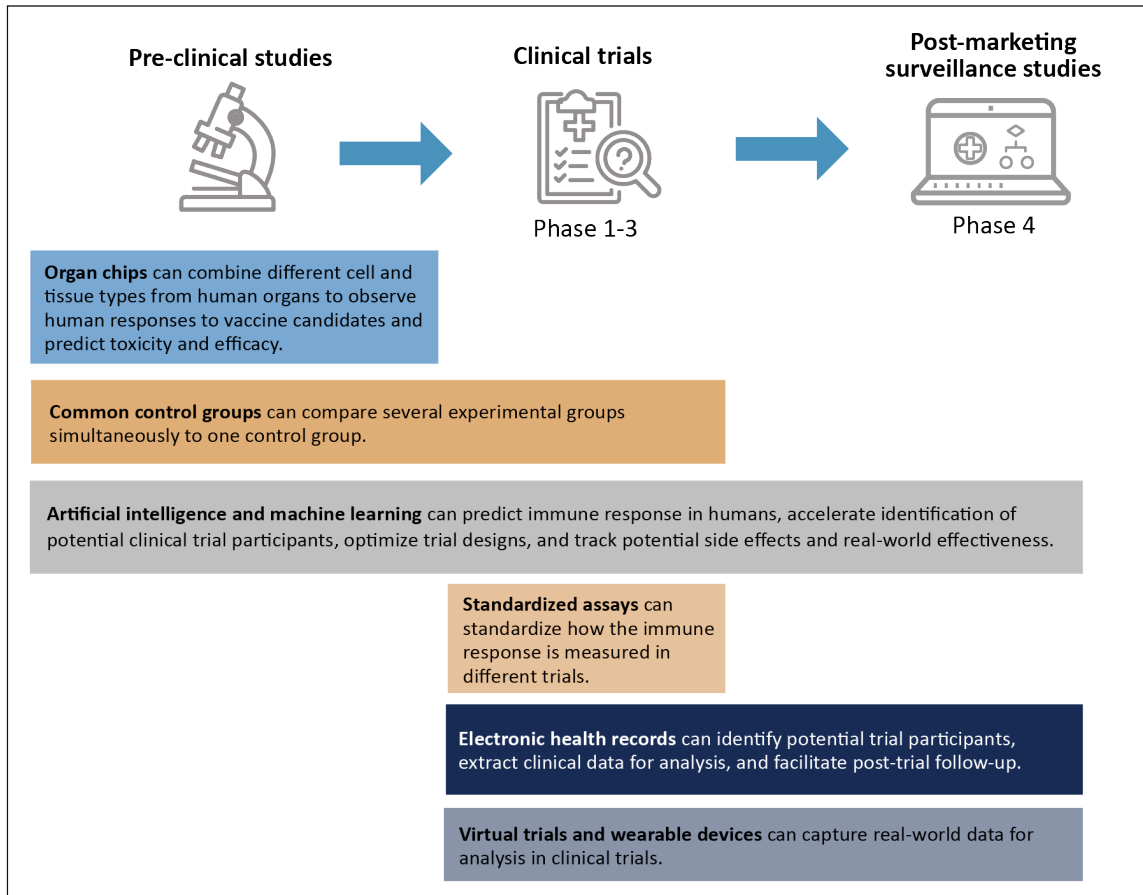 Pre-clinical studies
Clinical trials
Post-marketing
surveillance studies
Phase 1-3
Phase 4
Organ chips can combine different cell and
tissue types from human organs to observe
human responses to vaccine candidates and
predict toxicity and efficacy.
Common control groups can compare several experimental groups
simultaneously to one control group.
Artificial intelligence and machine learning can predict immune response in humans, accelerate identification of
potential clinical trial participants, optimize trial designs, and track potential side effects and real-world effectiveness.
Standardized assays can
standardize how the immune
response is measured in
different trials.
Electronic health records can identify potential trial participants,
extract clinical data for analysis, and facilitate post-trial follow-up.
Virtual trials and wearable devices can capture real-world data for
analysis in clinical trials.